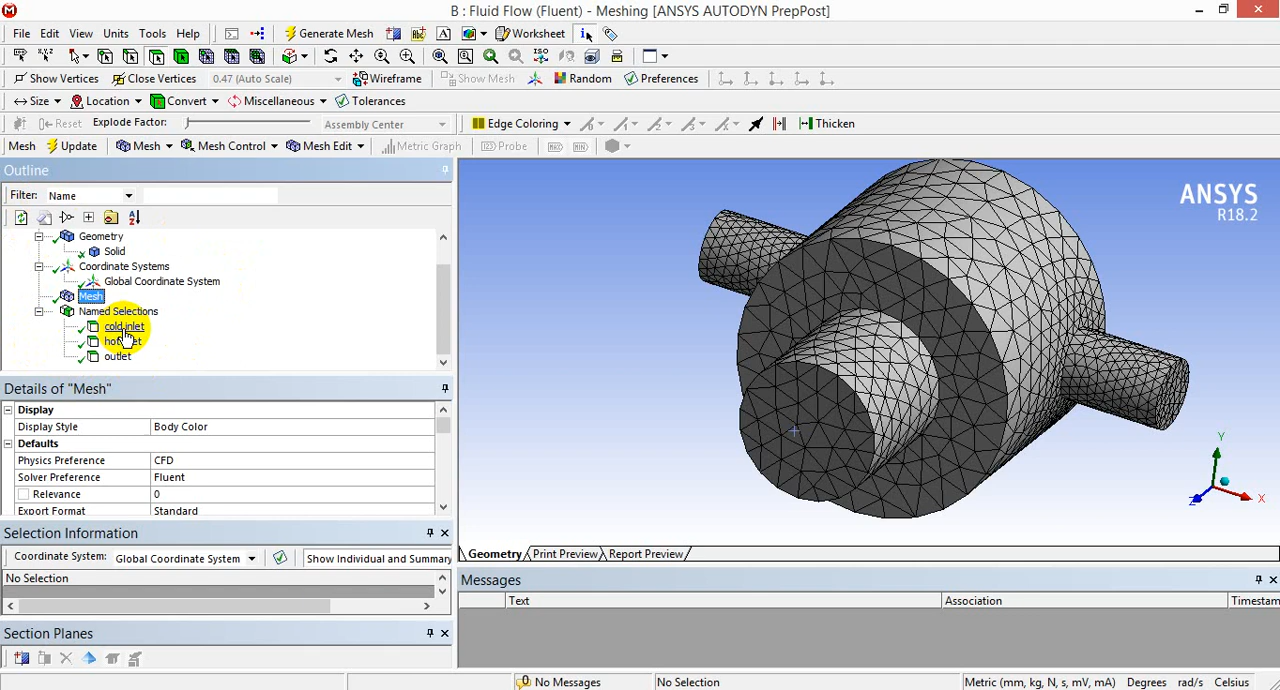 B : Fluid Flow (Fluent) - Meshing [ANSYS AUTODYN PrepPost]
File Edit View Units Tools Help Generate Mesh Worksheet
Show Vertices Close Vertices 0.47 (Auto Scale) Wireframe Show Mesh Random Preferences
Size Location Convert Miscellaneous Tolerances
Reset Explode Factor: Assembly Center Edge Coloring Thicken
Mesh Update Mesh Mesh Control Mesh Edit Metric Graph Probe
Outline
Filter: Name
Geometry
Solid
Coordinate Systems
Global Coordinate System
Mesh
Named Selections
cold inlet
outlet
Details of "Mesh"
Display
Display Style Body Color
Defaults
Physics Preference CFD
Solver Preference Fluent
Relevance 0
Export Format Standard
Selection Information
Coordinate System: Global Coordinate System Show Individual and Summary
No Selection
Section Planes
ANSYS
R18.2
Y
X
Z
Geometry Print Preview Report Preview
Messages
Text Association Timestam
No Messages No Selection Metric (mm, kg, N, s, mV, mA) Degrees rad/s Celsius